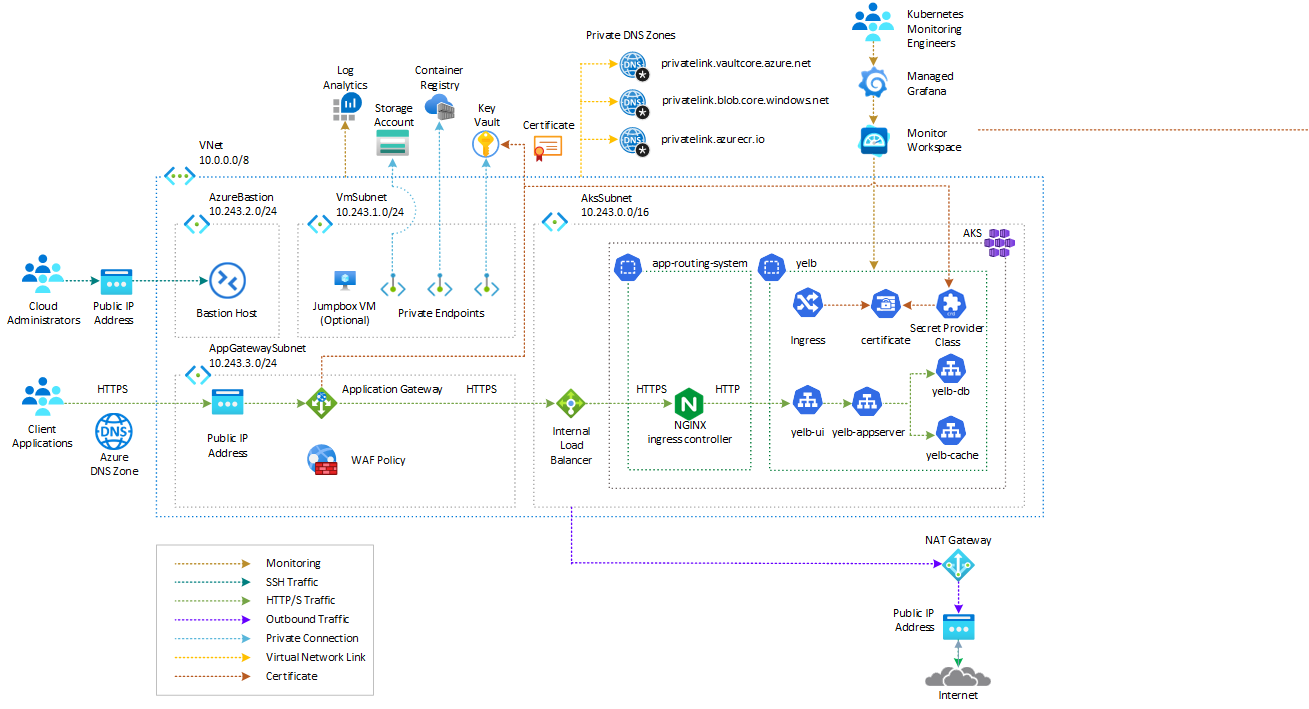 Kubernetes
Monitoring
Engineers
Private DNS Zones
privatelink.vaultcore.azure.net
Log
Analytics
Container
Registry
Managed
Grafana
Storage
Account
Key
Vault
privatelink.blob.core.windows.net
Certificate
privatelink.azurecr.io
Monitor
Workspace
VNet
10.0.0.0/8
AzureBastion
10.243.2.0/24
VmSubnet
10.243.1.0/24
AksSubnet
10.243.0.0/16
AKS
app-routing-system
yelb
Cloud
Administrators
Public IP
Address
Bastion Host
Jumpbox VM
(Optional)
Private Endpoints
Ingress
certificate
Secret Provider
Class
AppGatewaySubnet
10.243.3.0/24
HTTPS
Application Gateway
HTTPS
HTTPS
HTTP
yelb-db
Client
Applications
DNS
Azure
DNS Zone
Public IP
Address
WAF Policy
Internal
Load
Balancer
NGINX
ingress controller
yelb-ui
yelb-appserver
yelb-cache
Monitoring
SSH Traffic
HTTP/S Traffic
Outbound Traffic
Private Connection
Virtual Network Link
Certificate
NAT Gateway
Public IP
Address
Internet